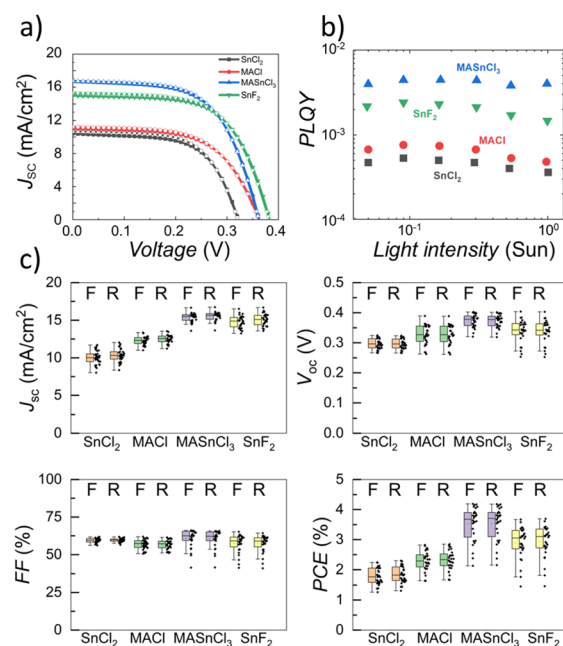 a)
20
16
12
8
4
0
J_SC (mA/cm²)
0.0 0.1 0.2 0.3 0.4
Voltage (V)
SnCl₂
MACl
MASnCl₃
SnF₂
b)
10⁻²
10⁻³
10⁻⁴
PLQY
MASnCl₃
SnF₂
MACl
SnCl₂
10⁻¹ 10⁰
Light intensity (Sun)
c)
F R F R F R F R
20
15
10
5
0
J_sc (mA/cm²)
SnCl₂ MACl MASnCl₃ SnF₂
F R F R F R F R
0.5
0.4
0.3
0.2
0.1
0.0
V_oc (V)
SnCl₂ MACl MASnCl₃ SnF₂
F R F R F R F R
100
75
50
25
0
FF (%)
SnCl₂ MACl MASnCl₃ SnF₂
F R F R F R F R
5
4
3
2
1
0
PCE (%)
SnCl₂ MACl MASnCl₃ SnF₂